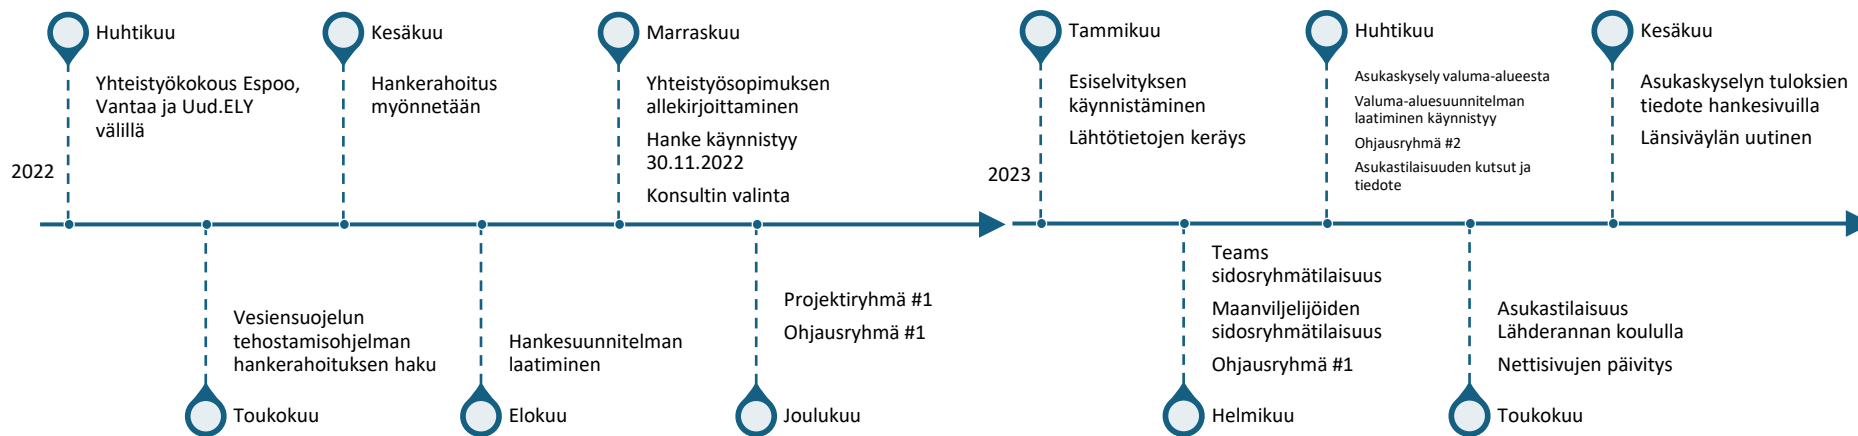 2022
Huhtikuu
Yhteistyökokous Espoo,
Vantaa ja Uud.ELY
välillä
Toukokuu
Vesiensuojelun
tehostamisohjelman
hankerahoituksen haku
Kesäkuu
Hankerahoitus
myönnetään
Elokuu
Hankesuunnitelman
laatiminen
Marraskuu
Yhteistyösopimuksen
allekirjoittaminen
Hanke käynnistyy
30.11.2022
Konsultin valinta
Joulukuu
Projektiryhmä #1
Ohjausryhmä #1
2023
Tammikuu
Esiselvityksen
käynnistäminen
Lähtötietojen keräys
Helmikuu
Teams
sidosryhmätilaisuus
Maanviljelijöiden
sidosryhmätilaisuus
Ohjausryhmä #1
Huhtikuu
Asukaskysely valuma-alueesta
Valuma-aluesuunnitelman
laatiminen käynnistyy
Ohjausryhmä #2
Asukastilaisuuden kutsut ja
tiedote
Toukokuu
Asukastilaisuus
Lähderannan koululla
Nettisivujen päivitys
Kesäkuu
Asukaskyselyn tuloksien
tiedote hankesivuilla
Länsiväylän uutinen